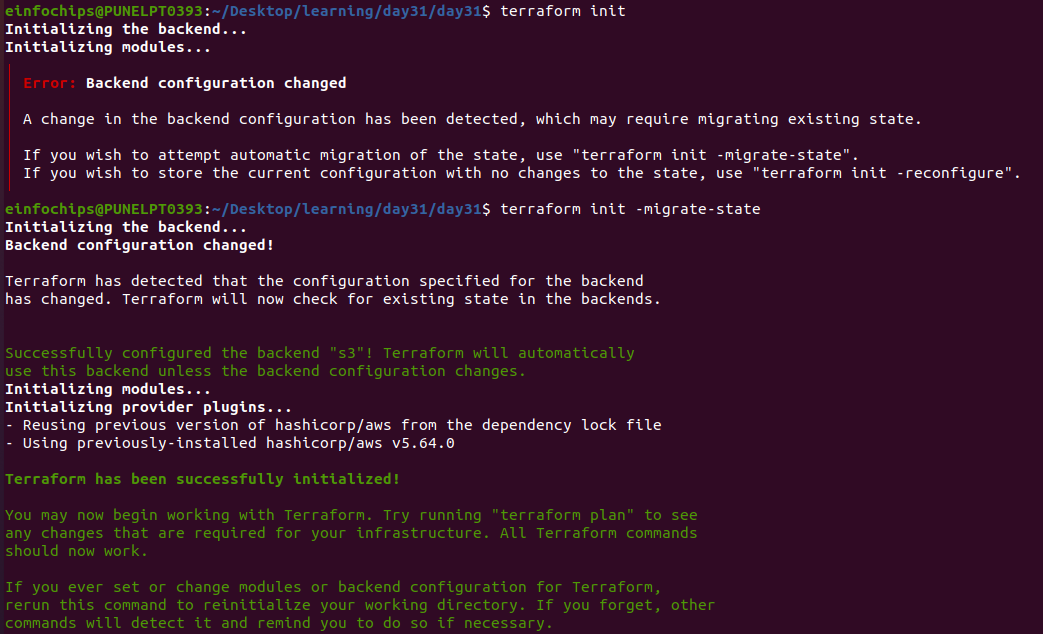 einfochips@PUNELPT0393:~/Desktop/learning/day31/day31$ terraform init
Initializing the backend...
Initializing modules...
Error: Backend configuration changed
A change in the backend configuration has been detected, which may require migrating existing state.
If you wish to attempt automatic migration of the state, use "terraform init -migrate-state".
If you wish to store the current configuration with no changes to the state, use "terraform init -reconfigure".
einfochips@PUNELPT0393:~/Desktop/learning/day31/day31$ terraform init -migrate-state
Initializing the backend...
Backend configuration changed!
Terraform has detected that the configuration specified for the backend
has changed. Terraform will now check for existing state in the backends.
Successfully configured the backend "s3"! Terraform will automatically
use this backend unless the backend configuration changes.
Initializing modules...
Initializing provider plugins...
- Reusing previous version of hashicorp/aws from the dependency lock file
- Using previously-installed hashicorp/aws v5.64.0
Terraform has been successfully initialized!
You may now begin working with Terraform. Try running "terraform plan" to see
any changes that are required for your infrastructure. All Terraform commands
should now work.
If you ever set or change modules or backend configuration for Terraform,
rerun this command to reinitialize your working directory. If you forget, other
commands will detect it and remind you to do so if necessary.